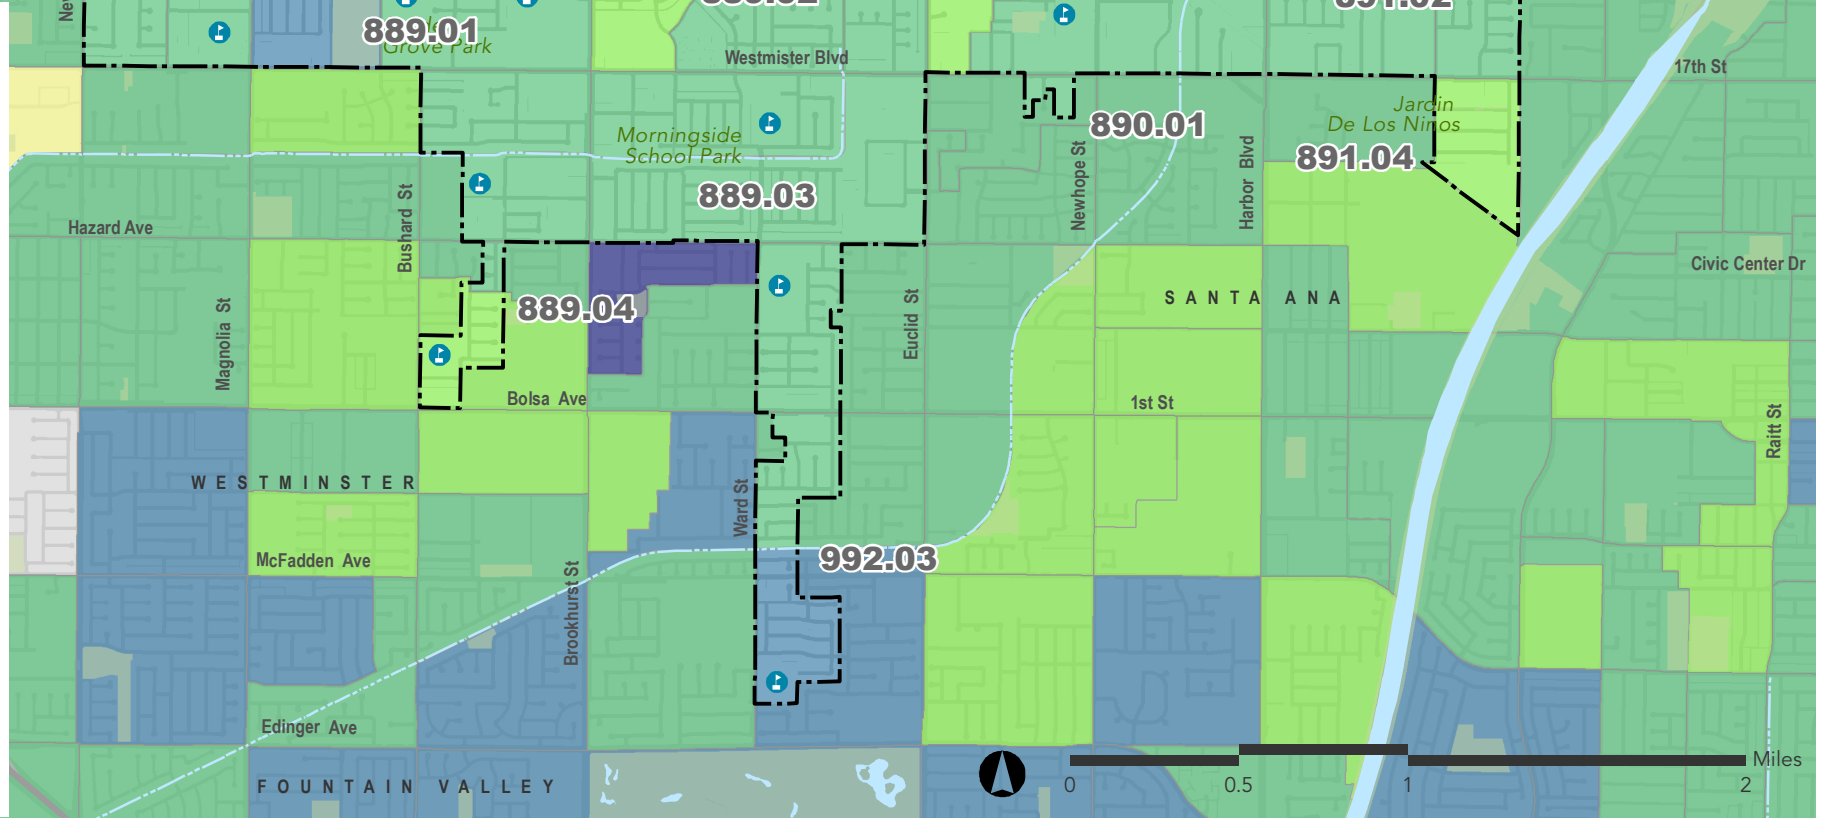 889.01
Grove Park
Westmister Blvd
17th St
Jardin
De Los Ninos
Morningside
School Park
890.01
891.04
889.03
Newhope St
Harbor Blvd
Bushard St
Hazard Ave
Civic Center Dr
SANTA ANA
889.04
Magnolia St
Euclid St
Bolsa Ave
1st St
Raitt St
WESTMINSTER
Ward St
McFadden Ave
992.03
Brookhurst St
Edinger Ave
FOUNTAIN VALLEY
Miles
0
0.5
1
2